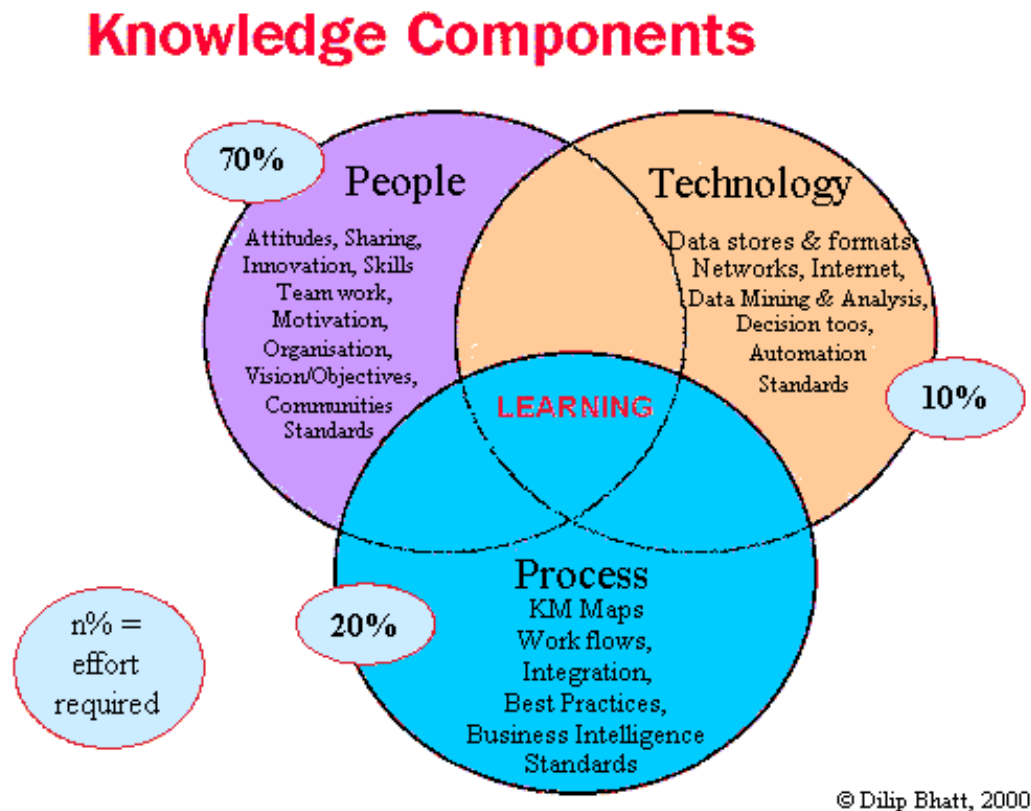 Knowledge Components
70%
People
Attitudes, Sharing,
Innovation, Skills
Team work,
Motivation,
Organisation,
Vision/Objectives,
Communities
Standards
Technology
Data stores & formats
Networks, Internet,
Data Mining & Analysis,
Decision toos,
Automation
Standards
10%
LEARNING
Process
KM Maps
Work flows,
Integration,
Best Practices,
Business Intelligence
Standards
20%
n% =
effort
required
© Dilip Bhatt, 2000